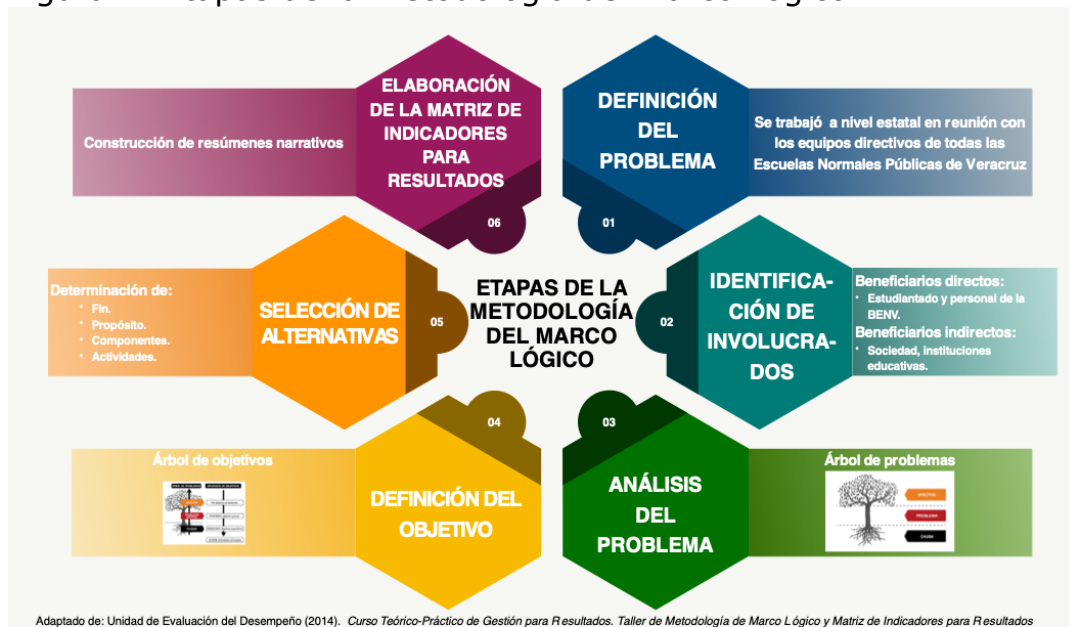 ETAPAS DE LA
METODOLOGÍA
DEL MARCO
LÓGICO
01
DEFINICIÓN
DEL
PROBLEMA
Se trabajó a nivel estatal en reunión con
los equipos directivos de todas las
Escuelas Normales Públicas de Veracruz
02
IDENTIFICA-
CIÓN DE
INVOLUCRA-
DOS
Beneficiarios directos:
• Estudiantado y personal de la
BENV.
Beneficiarios indirectos:
• Sociedad, instituciones
educativas.
03
ANÁLISIS
DEL
PROBLEMA
Árbol de problemas
PROBLEMA
04
DEFINICIÓN DEL
OBJETIVO
Árbol de objetivos
05
SELECCIÓN DE
ALTERNATIVAS
Determinación de:
• Fin.
• Propósito.
• Componentes.
• Actividades.
06
ELABORACIÓN
DE LA MATRIZ DE
INDICADORES
PARA
RESULTADOS
Construcción de resúmenes narrativos
Adaptado de: Unidad de Evaluación del Desempeño (2014). Curso Teórico-Práctico de Gestión para Resultados. Taller de Metodología de Marco Lógico y Matriz de Indicadores para Resultados